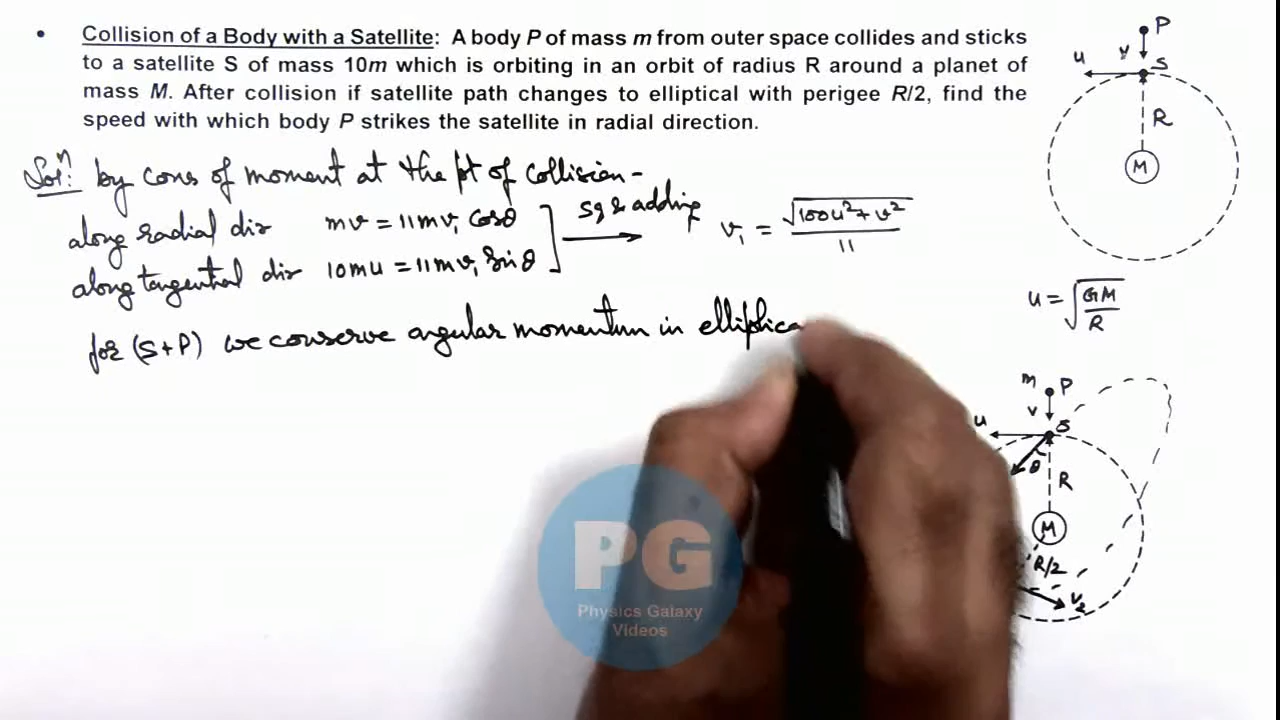 • Collision of a Body with a Satellite: A body P of mass m from outer space collides and sticks
to a satellite S of mass 10m which is orbiting in an orbit of radius R around a planet of
mass M. After collision if satellite path changes to elliptical with perigee R/2, find the
speed with which body P strikes the satellite in radial direction.
P
v
u
S
R
M
Solⁿ: by cons of moment at the pt of collision-
along radial dir mv = 11mv₁ cosθ
along tangential dir 10mu = 11mv₁ sinθ
sq & adding
v₁ = √(100u²+v²) / 11
u = √(GM/R)
for (S+P) we conserve angular momentum in elliptica
m P
v
u
S
θ
R
M
R/2
v₂
PG
Physics Galaxy
Videos